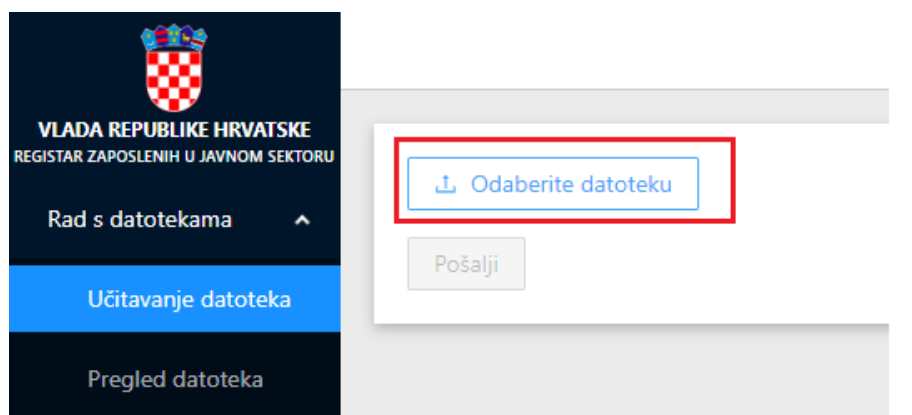 VLADA REPUBLIKE HRVATSKE
REGISTAR ZAPOSLENIH U JAVNOM SEKTORU
Rad s datotekama
Učitavanje datoteka
Pregled datoteka
Odaberite datoteku
Pošalji